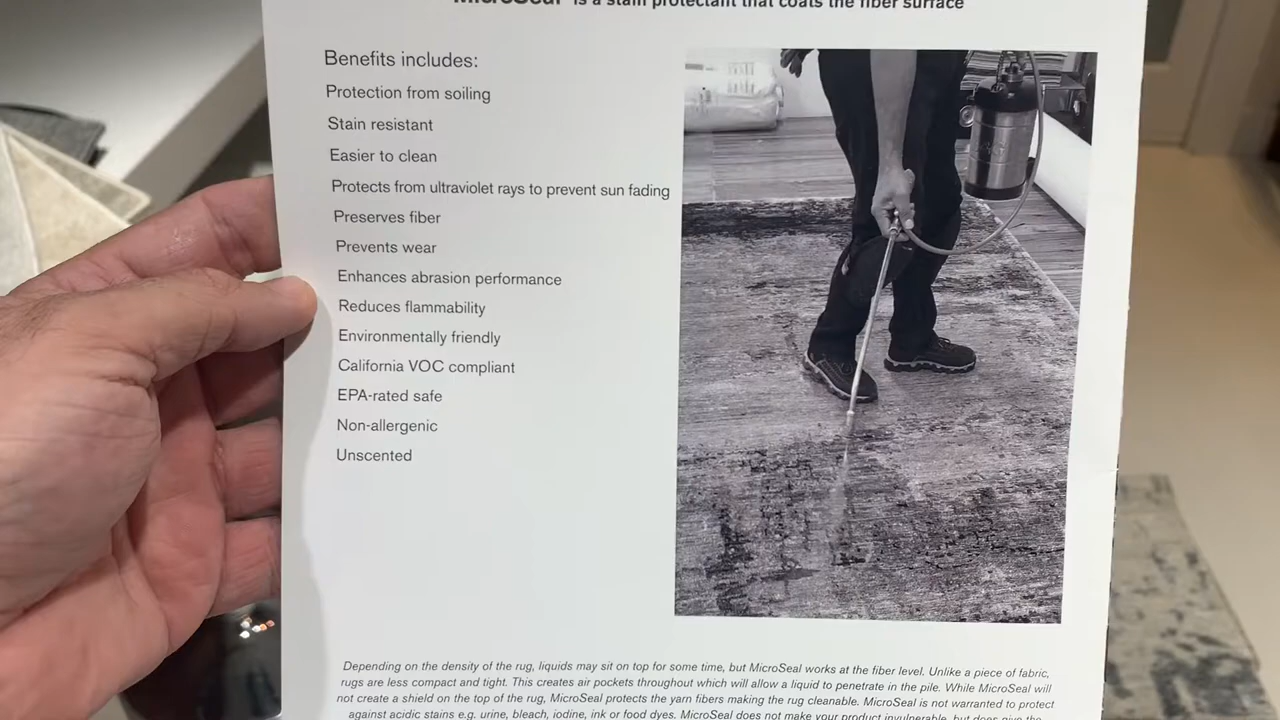 MicroSeal is a stain protectant that coats the fiber surface
Benefits includes:
Protection from soiling
Stain resistant
Easier to clean
Protects from ultraviolet rays to prevent sun fading
Preserves fiber
Prevents wear
Enhances abrasion performance
Reduces flammability
Environmentally friendly
California VOC compliant
EPA-rated safe
Non-allergenic
Unscented
Depending on the density of the rug, liquids may sit on top for some time, but MicroSeal works at the fiber level. Unlike a piece of fabric,
rugs are less compact and tight. This creates air pockets throughout which will allow a liquid to penetrate in the pile. While MicroSeal will
not create a shield on the top of the rug, MicroSeal protects the yarn fibers making the rug cleanable. MicroSeal is not warranted to protect
against acidic stains e.g. urine, bleach, iodine, ink or food dyes. MicroSeal does not make your product invulnerable, but does give the